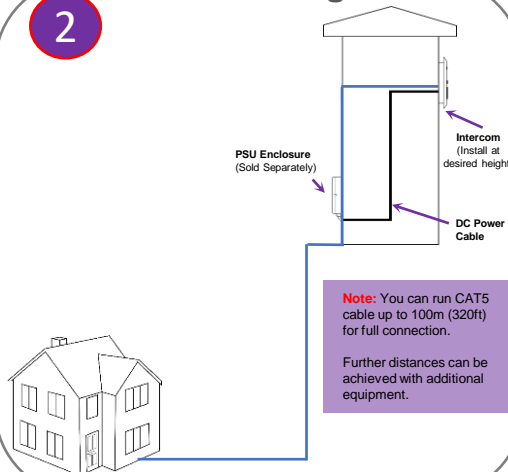 2
Intercom
(Install at
desired height
PSU Enclosure
(Sold Separately)
DC Power
Cable
Note: You can run CAT5
cable up to 100m (320ft)
for full connection.
Further distances can be
achieved with additional
equipment.